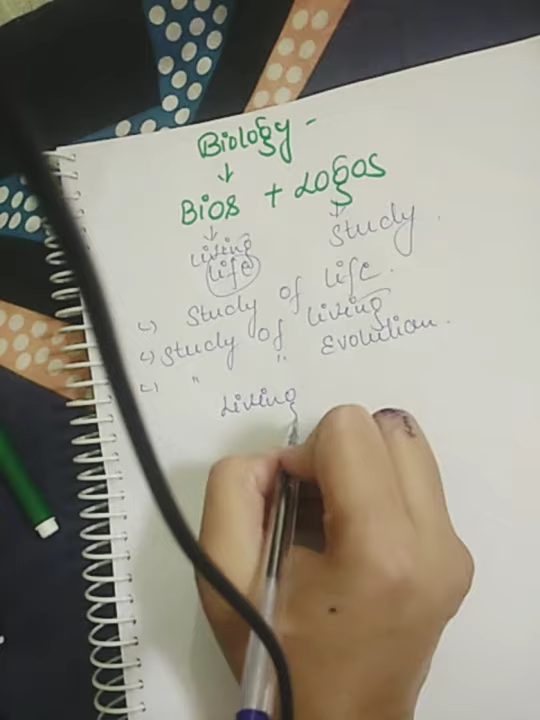 Biology -
↓
Bios + Logos
↓ ↓
living study.
life
↳ study of life.
↳ study of living
↳ " " Evolution.
Living